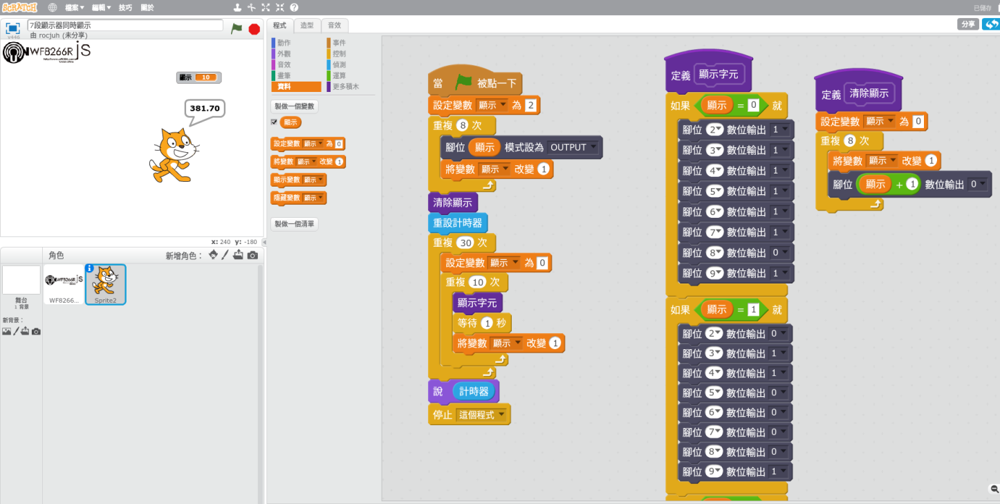 SCRATCH 檔案 編輯 技巧 關於 已儲存
v446 7段顯示器同時顯示
由 rocjuh (未分享)
WF8266R js
顯示 10
381.70
x: 240 y: -180
角色 新增角色：
舞台
1 背景
新背景：
WF8266...
Sprite2
程式 造型 音效 分享
動作 事件
外觀 控制
音效 偵測
畫筆 運算
資料 更多積木
製做一個變數
顯示
設定變數 顯示 為 0
將變數 顯示 改變 1
顯示變數 顯示
隱藏變數 顯示
製做一個清單
當 被點一下
設定變數 顯示 為 2
重複 8 次
腳位 顯示 模式設為 OUTPUT
將變數 顯示 改變 1
清除顯示
重設計時器
重複 30 次
設定變數 顯示 為 0
重複 10 次
顯示字元
等待 1 秒
將變數 顯示 改變 1
說 計時器
停止 這個程式
定義 顯示字元
如果 顯示 = 0 就
腳位 2 數位輸出 1
腳位 3 數位輸出 1
腳位 4 數位輸出 1
腳位 5 數位輸出 1
腳位 6 數位輸出 1
腳位 7 數位輸出 1
腳位 8 數位輸出 0
腳位 9 數位輸出 1
如果 顯示 = 1 就
腳位 2 數位輸出 0
腳位 3 數位輸出 1
腳位 4 數位輸出 1
腳位 5 數位輸出 0
腳位 6 數位輸出 0
腳位 7 數位輸出 0
腳位 8 數位輸出 0
腳位 9 數位輸出 1
定義 清除顯示
設定變數 顯示 為 0
重複 8 次
將變數 顯示 改變 1
腳位 顯示 + 1 數位輸出 0